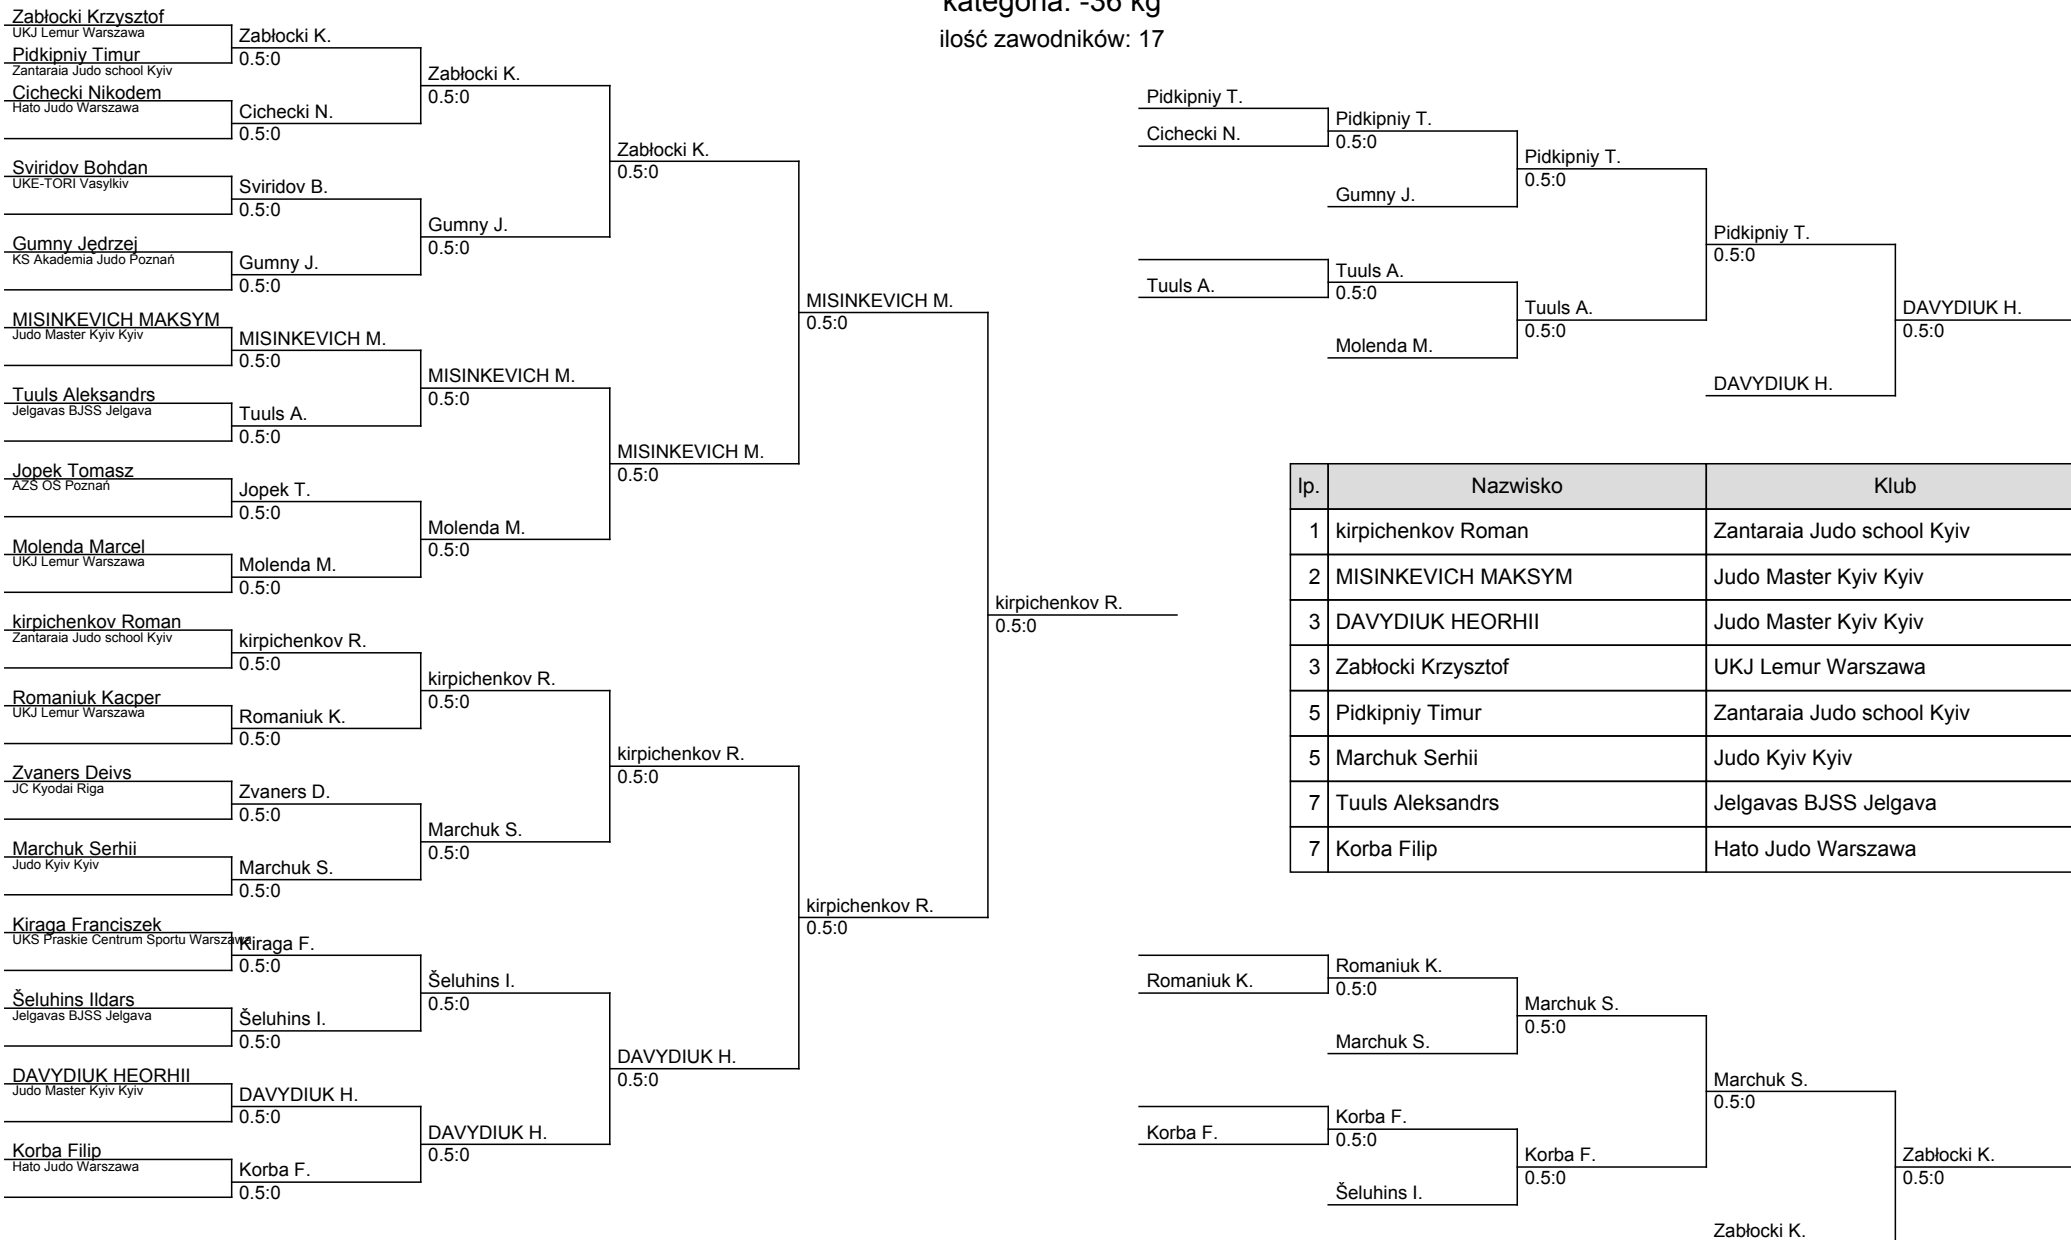 kategoria: -36 kg
ilość zawodników: 17
Zabłocki Krzysztof
UKJ Lemur Warszawa
Pidkipniy Timur
Zantaraia Judo school Kyiv
Cichecki Nikodem
Hato Judo Warszawa
Sviridov Bohdan
UKE-TORI Vasylkiv
Gumny Jędrzej
KS Akademia Judo Poznań
MISINKEVICH MAKSYM
Judo Master Kyiv Kyiv
Tuuls Aleksandrs
Jelgavas BJSS Jelgava
Jopek Tomasz
AZS OŚ Poznań
Molenda Marcel
UKJ Lemur Warszawa
kirpichenkov Roman
Zantaraia Judo school Kyiv
Romaniuk Kacper
UKJ Lemur Warszawa
Zvaners Deivs
JC Kyodai Riga
Marchuk Serhii
Judo Kyiv Kyiv
Kiraga Franciszek
UKS Praskie Centrum Sportu Warszawa
Šeluhins Ildars
Jelgavas BJSS Jelgava
DAVYDIUK HEORHII
Judo Master Kyiv Kyiv
Korba Filip
Hato Judo Warszawa
Zabłocki K.
0.5:0
Cichecki N.
0.5:0
Sviridov B.
0.5:0
Gumny J.
0.5:0
MISINKEVICH M.
0.5:0
Tuuls A.
0.5:0
Jopek T.
0.5:0
Molenda M.
0.5:0
kirpichenkov R.
0.5:0
Romaniuk K.
0.5:0
Zvaners D.
0.5:0
Marchuk S.
0.5:0
Kiraga F.
0.5:0
Šeluhins I.
0.5:0
DAVYDIUK H.
0.5:0
Korba F.
0.5:0
Zabłocki K.
0.5:0
Gumny J.
0.5:0
MISINKEVICH M.
0.5:0
Molenda M.
0.5:0
kirpichenkov R.
0.5:0
Marchuk S.
0.5:0
Šeluhins I.
0.5:0
DAVYDIUK H.
0.5:0
Zabłocki K.
0.5:0
MISINKEVICH M.
0.5:0
kirpichenkov R.
0.5:0
DAVYDIUK H.
0.5:0
MISINKEVICH M.
0.5:0
kirpichenkov R.
0.5:0
kirpichenkov R.
0.5:0
Pidkipniy T.
Cichecki N.
Tuuls A.
Pidkipniy T.
0.5:0
Gumny J.
Tuuls A.
0.5:0
Molenda M.
Pidkipniy T.
0.5:0
Tuuls A.
0.5:0
Pidkipniy T.
0.5:0
DAVYDIUK H.
DAVYDIUK H.
0.5:0
lp. Nazwisko Klub
1 kirpichenkov Roman Zantaraia Judo school Kyiv
2 MISINKEVICH MAKSYM Judo Master Kyiv Kyiv
3 DAVYDIUK HEORHII Judo Master Kyiv Kyiv
3 Zabłocki Krzysztof UKJ Lemur Warszawa
5 Pidkipniy Timur Zantaraia Judo school Kyiv
5 Marchuk Serhii Judo Kyiv Kyiv
7 Tuuls Aleksandrs Jelgavas BJSS Jelgava
7 Korba Filip Hato Judo Warszawa
Romaniuk K.
Korba F.
Romaniuk K.
0.5:0
Marchuk S.
Korba F.
0.5:0
Šeluhins I.
Marchuk S.
0.5:0
Korba F.
0.5:0
Marchuk S.
0.5:0
Zabłocki K.
Zabłocki K.
0.5:0